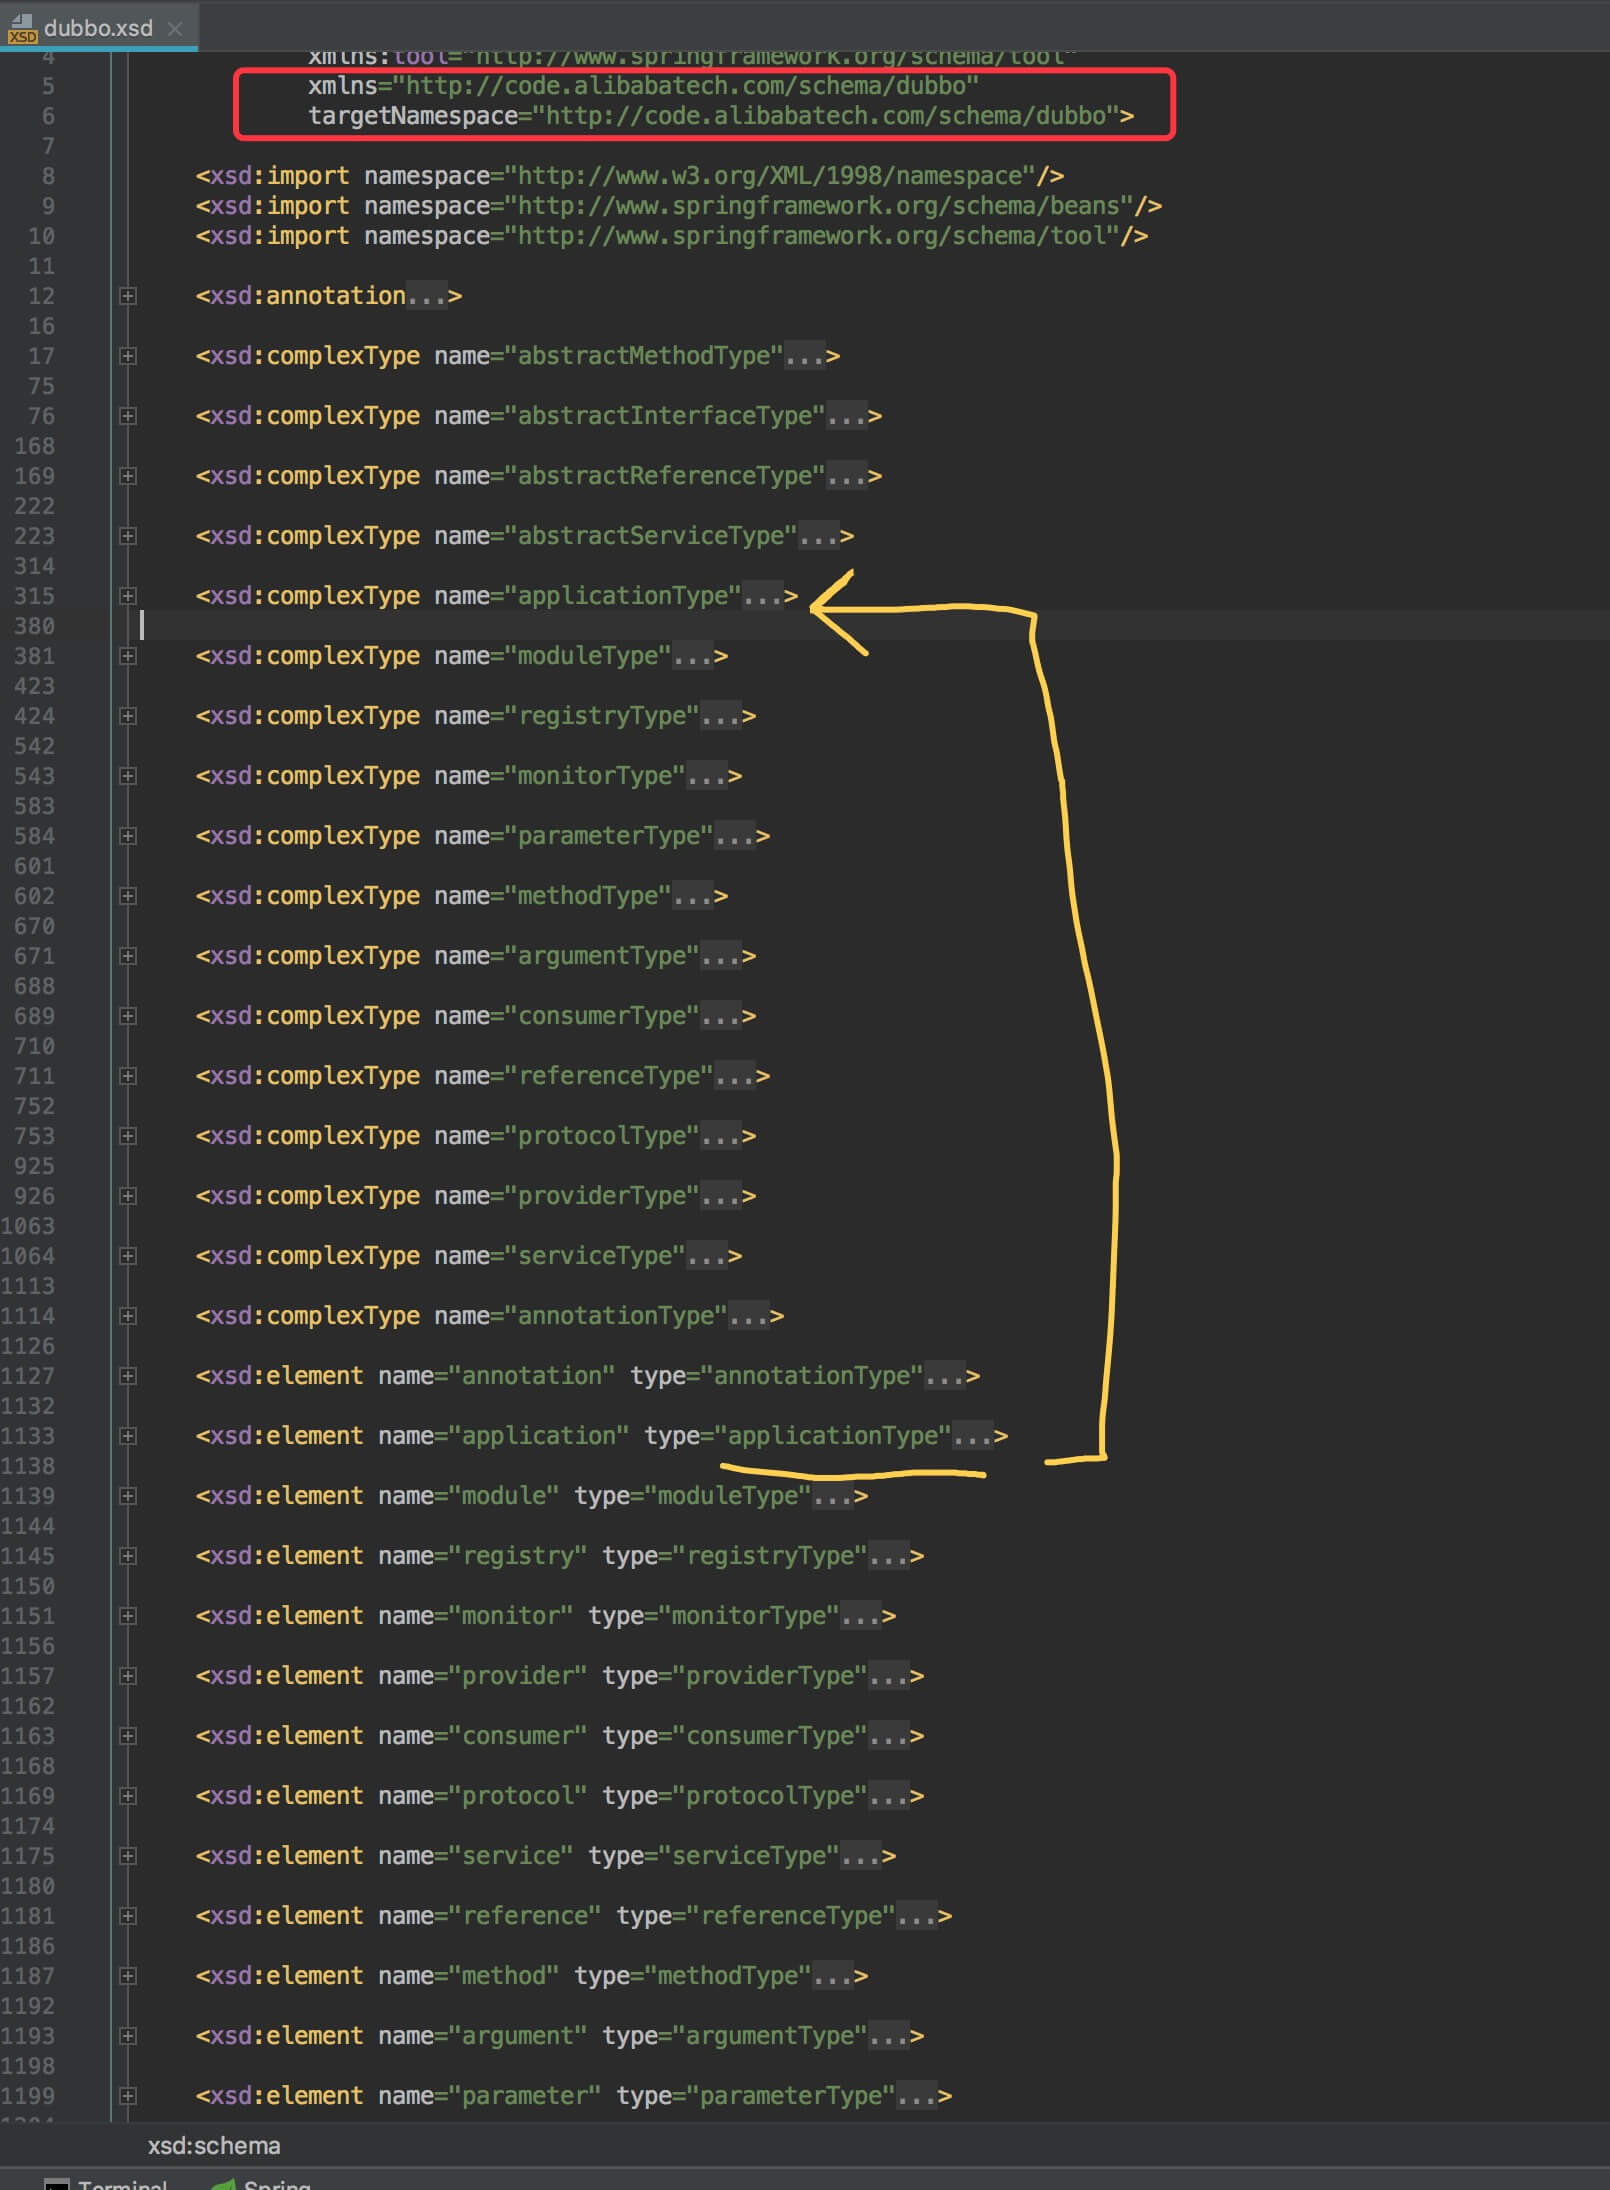 XSD dubbo.xsd
4 xmlns:tool="http://www.springframework.org/schema/tool"
5 xmlns="http://code.alibabatech.com/schema/dubbo"
6 targetNamespace="http://code.alibabatech.com/schema/dubbo">
7
8 <xsd:import namespace="http://www.w3.org/XML/1998/namespace"/>
9 <xsd:import namespace="http://www.springframework.org/schema/beans"/>
10 <xsd:import namespace="http://www.springframework.org/schema/tool"/>
11
12 <xsd:annotation...>
16
17 <xsd:complexType name="abstractMethodType"...>
75
76 <xsd:complexType name="abstractInterfaceType"...>
168
169 <xsd:complexType name="abstractReferenceType"...>
222
223 <xsd:complexType name="abstractServiceType"...>
314
315 <xsd:complexType name="applicationType"...>
380
381 <xsd:complexType name="moduleType"...>
423
424 <xsd:complexType name="registryType"...>
542
543 <xsd:complexType name="monitorType"...>
583
584 <xsd:complexType name="parameterType"...>
601
602 <xsd:complexType name="methodType"...>
670
671 <xsd:complexType name="argumentType"...>
688
689 <xsd:complexType name="consumerType"...>
710
711 <xsd:complexType name="referenceType"...>
752
753 <xsd:complexType name="protocolType"...>
925
926 <xsd:complexType name="providerType"...>
1063
1064 <xsd:complexType name="serviceType"...>
1113
1114 <xsd:complexType name="annotationType"...>
1126
1127 <xsd:element name="annotation" type="annotationType"...>
1132
1133 <xsd:element name="application" type="applicationType"...>
1138
1139 <xsd:element name="module" type="moduleType"...>
1144
1145 <xsd:element name="registry" type="registryType"...>
1150
1151 <xsd:element name="monitor" type="monitorType"...>
1156
1157 <xsd:element name="provider" type="providerType"...>
1162
1163 <xsd:element name="consumer" type="consumerType"...>
1168
1169 <xsd:element name="protocol" type="protocolType"...>
1174
1175 <xsd:element name="service" type="serviceType"...>
1180
1181 <xsd:element name="reference" type="referenceType"...>
1186
1187 <xsd:element name="method" type="methodType"...>
1192
1193 <xsd:element name="argument" type="argumentType"...>
1198
1199 <xsd:element name="parameter" type="parameterType"...>
1204
xsd:schema
Terminal Spring